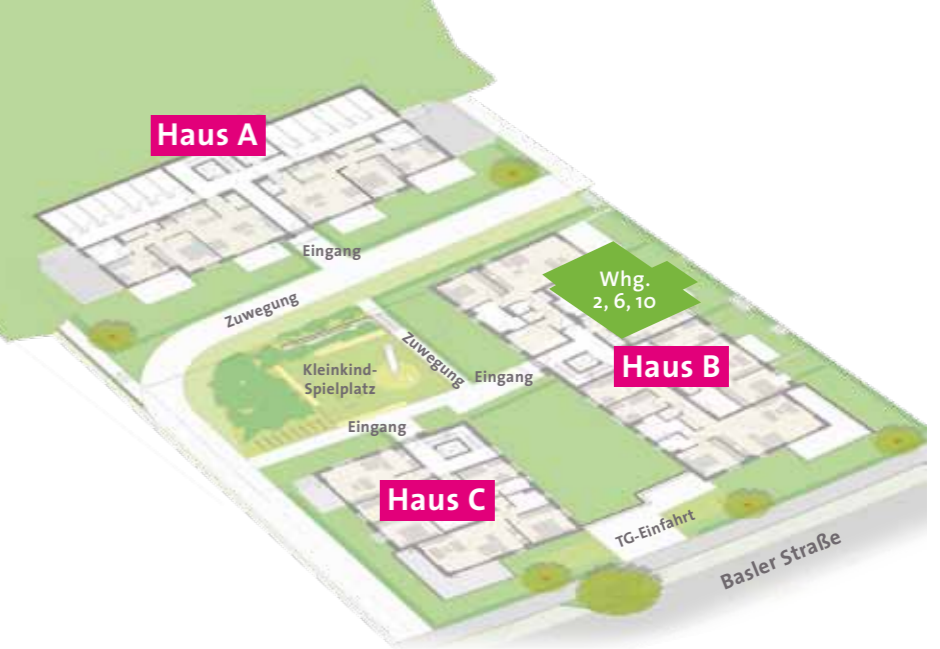 Haus A
Eingang
Whg.
2, 6, 10
Zuwegung
Zuwegung
Haus B
Kleinkind-
Spielplatz
Eingang
Eingang
Haus C
TG-Einfahrt
Basler Straße